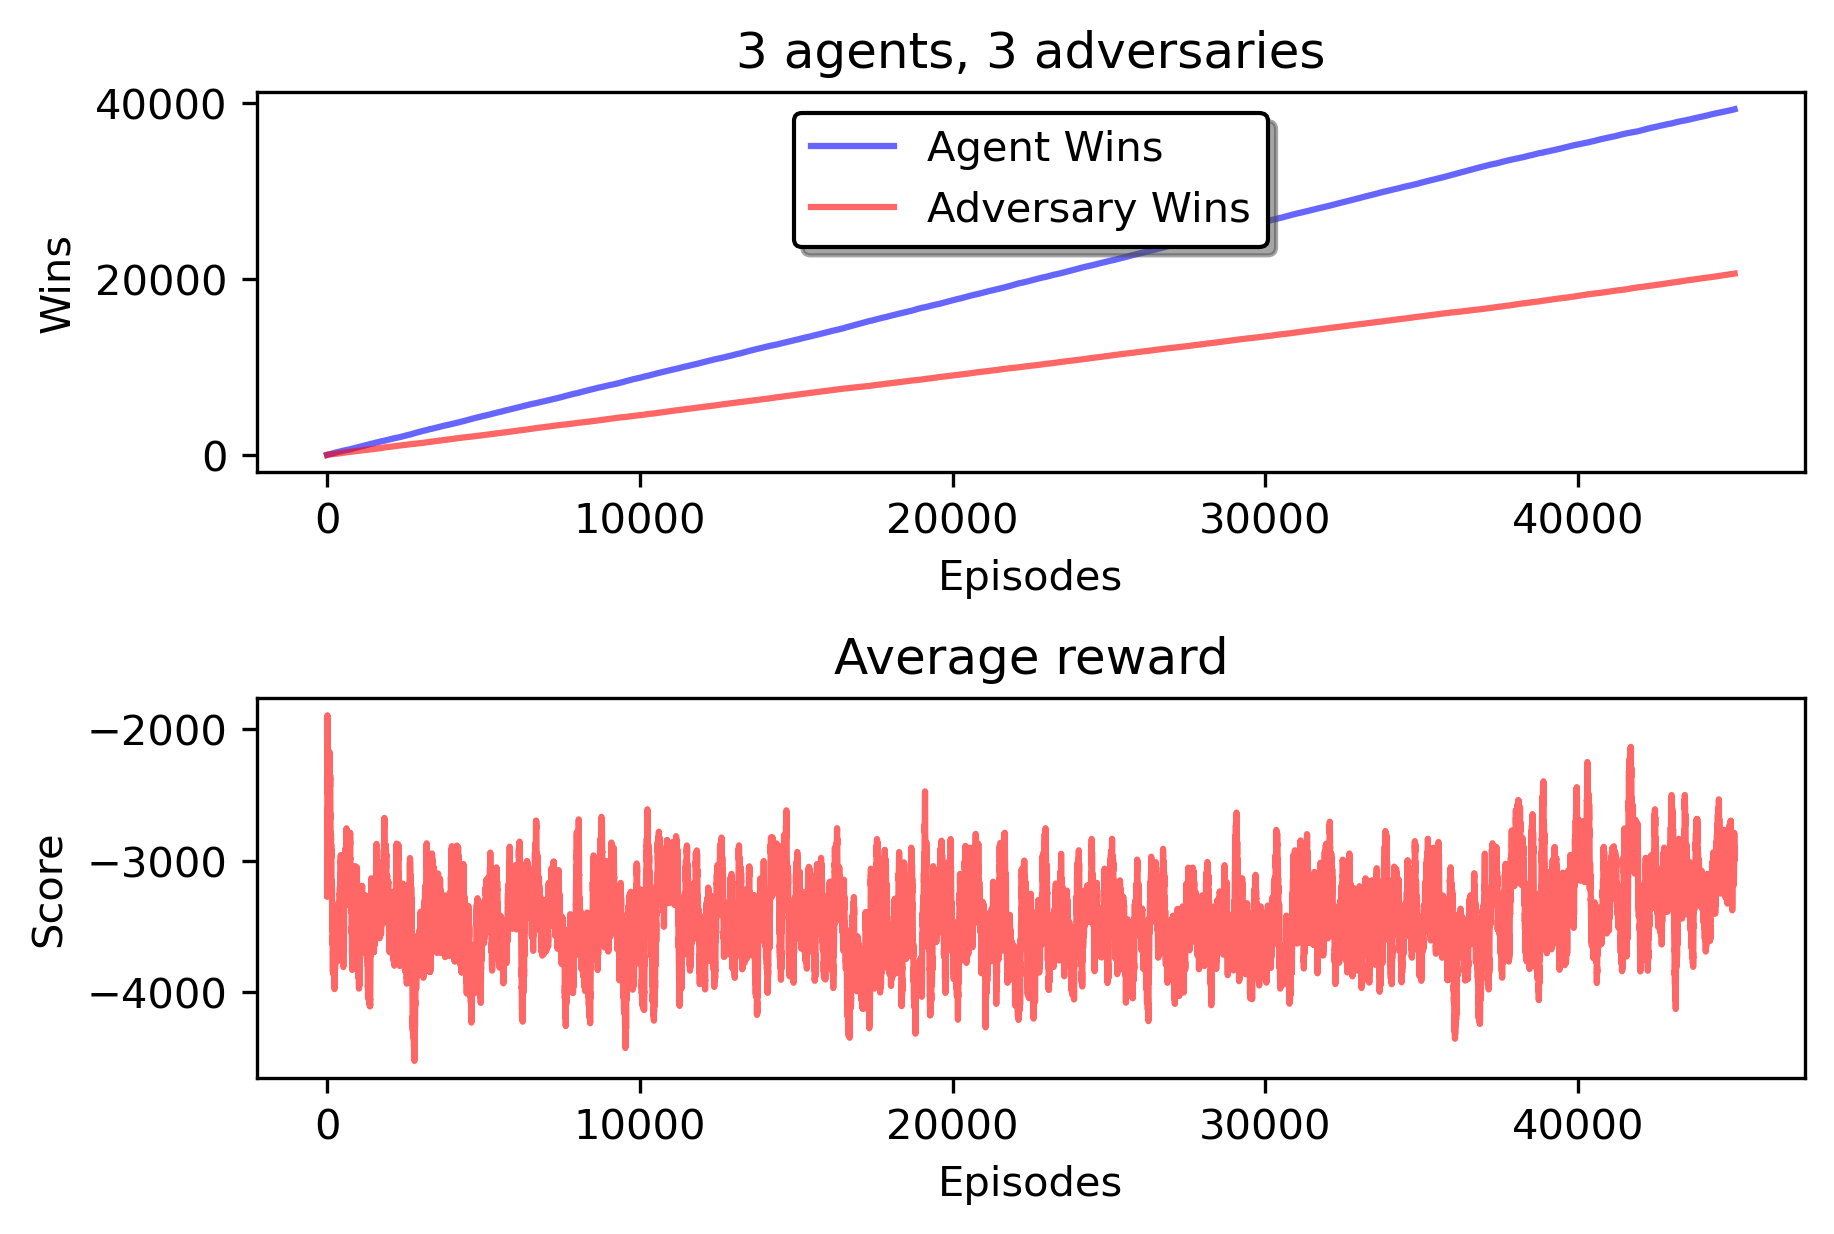 3 agents, 3 adversaries
40000
20000
0
Wins
Agent Wins
Adversary Wins
0 10000 20000 30000 40000
Episodes
Average reward
−2000
−3000
−4000
Score
0 10000 20000 30000 40000
Episodes